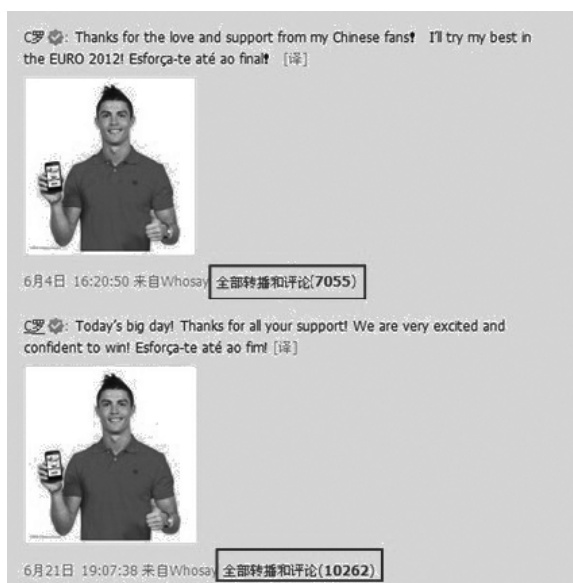 C罗: Thanks for the love and support from my Chinese fans! I'll try my best in
the EURO 2012! Esforça-te até ao final! [译]
6月4日 16:20:50 来自Whosay 全部转播和评论(7055)
C罗: Today's big day! Thanks for all your support! We are very excited and
confident to win! Esforça-te até ao fim! [译]
6月21日 19:07:38 来自Whosay 全部转播和评论(10262)